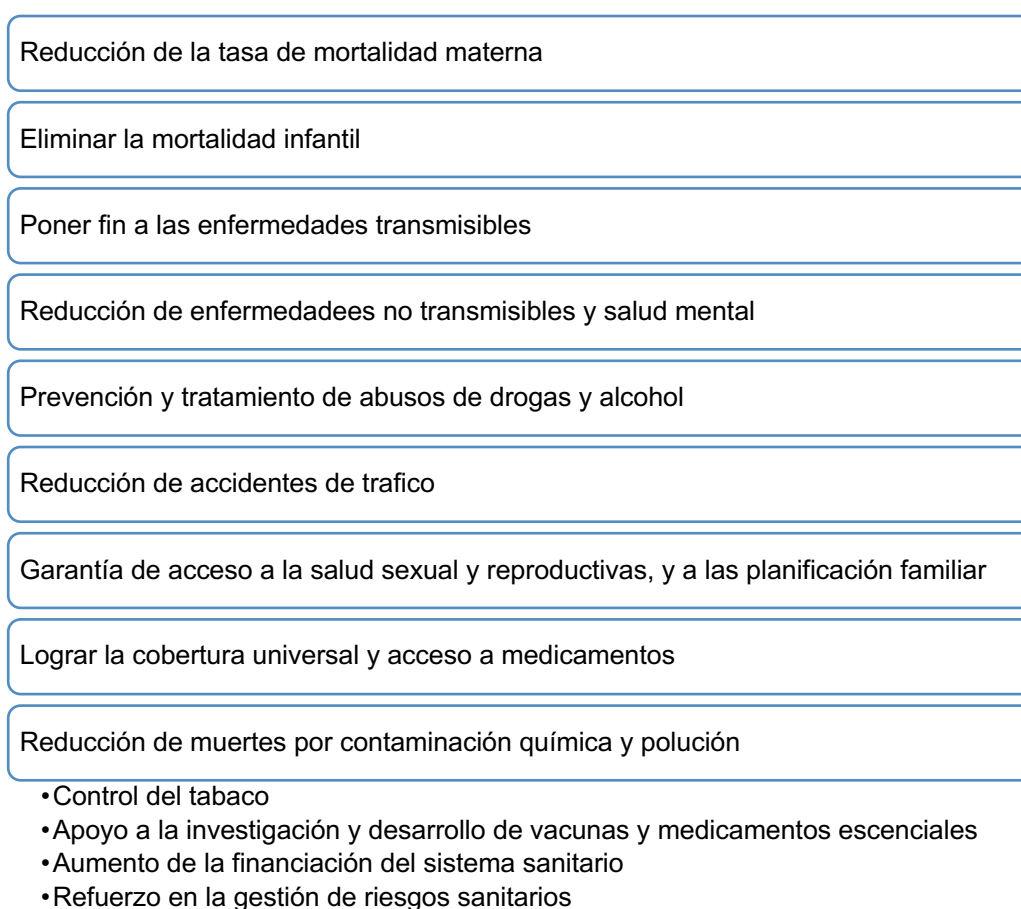 Reducción de la tasa de mortalidad materna
Eliminar la mortalidad infantil
Poner fin a las enfermedades transmisibles
Reducción de enfermedadees no transmisibles y salud mental
Prevención y tratamiento de abusos de drogas y alcohol
Reducción de accidentes de trafico
Garantía de acceso a la salud sexual y reproductivas, y a las planificación familiar
Lograr la cobertura universal y acceso a medicamentos
Reducción de muertes por contaminación química y polución
•Control del tabaco
•Apoyo a la investigación y desarrollo de vacunas y medicamentos escenciales
•Aumento de la financiación del sistema sanitario
•Refuerzo en la gestión de riesgos sanitarios